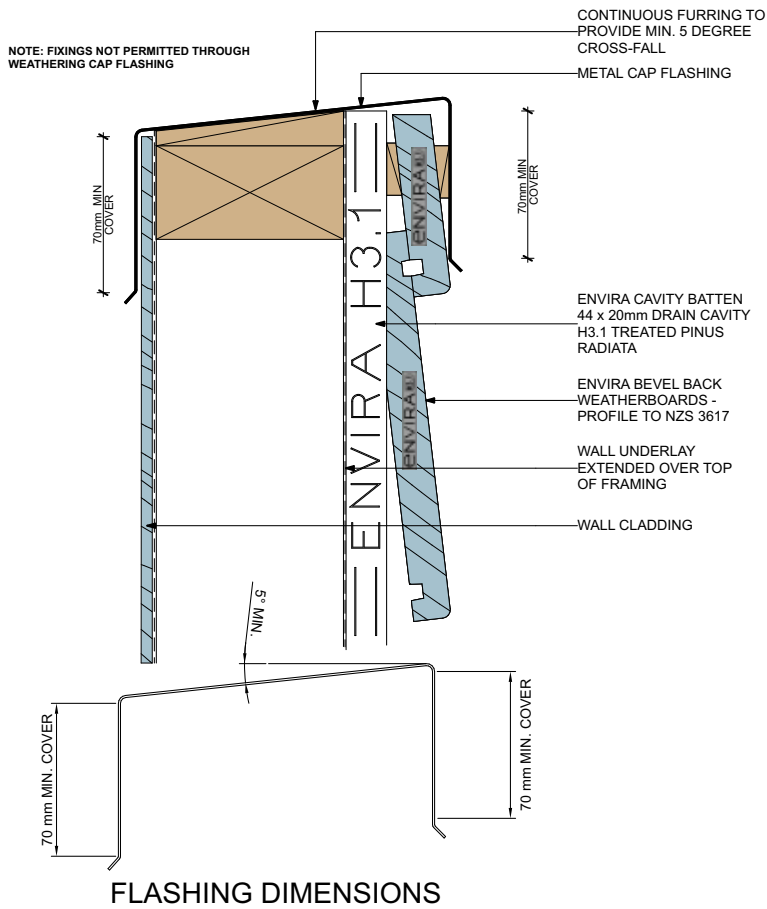 NOTE: FIXINGS NOT PERMITTED THROUGH
WEATHERING CAP FLASHING
CONTINUOUS FURRING TO
PROVIDE MIN. 5 DEGREE
CROSS-FALL
METAL CAP FLASHING
70mm MIN
COVER
70mm MIN
COVER
ENVIRA
ENVIRA H3.1
ENVIRA
ENVIRA CAVITY BATTEN
44 x 20mm DRAIN CAVITY
H3.1 TREATED PINUS
RADIATA
ENVIRA BEVEL BACK
WEATHERBOARDS -
PROFILE TO NZS 3617
WALL UNDERLAY
EXTENDED OVER TOP
OF FRAMING
WALL CLADDING
5° MIN.
70 mm MIN. COVER
70 mm MIN. COVER
FLASHING DIMENSIONS